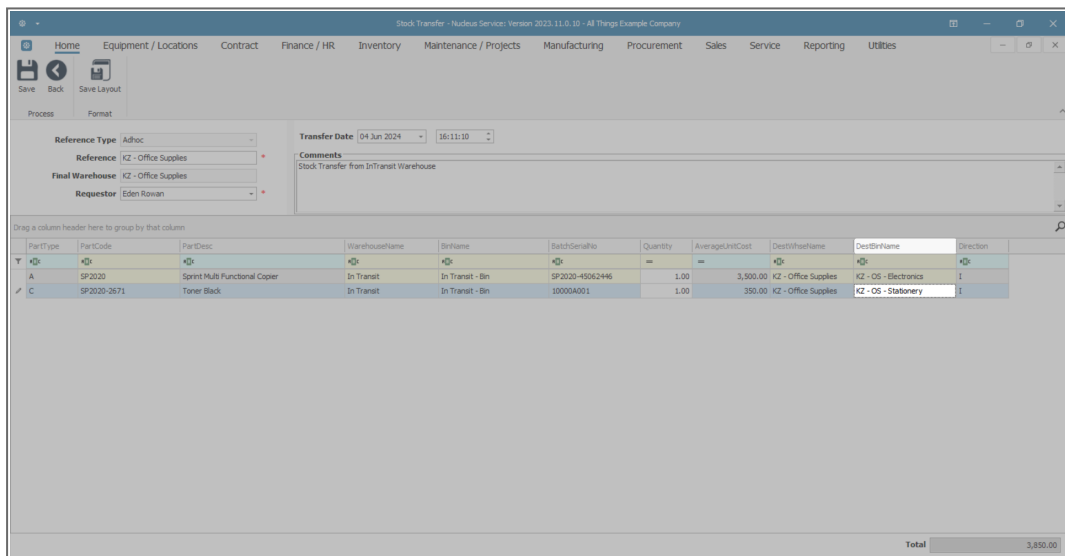 Stock Transfer - Nucleus Service: Version 2023.11.0.10 - All Things Example Company
Home Equipment / Locations Contract Finance / HR Inventory Maintenance / Projects Manufacturing Procurement Sales Service Reporting Utilities
Save Back Save Layout
Process Format
Reference Type Adhoc
Transfer Date 04 Jun 2024 16:11:10
Reference KZ - Office Supplies *
Comments
Stock Transfer from InTransit Warehouse
Final Warehouse KZ - Office Supplies
Requestor Eden Rowan *
Drag a column header here to group by that column
PartType PartCode PartDesc WarehouseName BinName BatchSerialNo Quantity AverageUnitCost DestWhseName DestBinName Direction
= =
A SP2020 Sprint Multi Functional Copier In Transit In Transit - Bin SP2020-45062446 1.00 3,500.00 KZ - Office Supplies KZ - OS - Electronics I
C SP2020-2671 Toner Black In Transit In Transit - Bin 10000A001 1.00 350.00 KZ - Office Supplies KZ - OS - Stationery I
Total 3,850.00